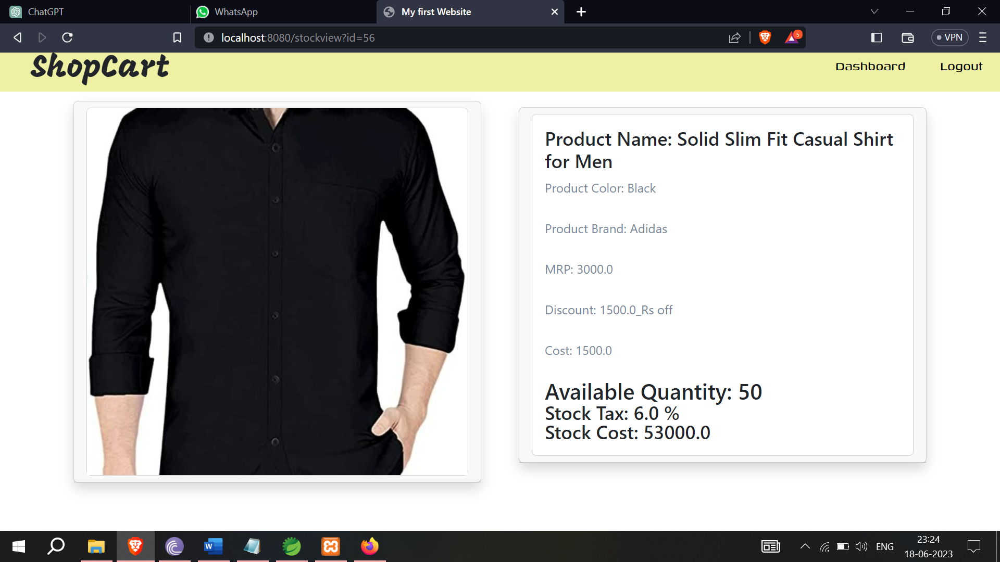 ChatGPT
WhatsApp
My first Website
localhost:8080/stockview?id=56
5
VPN
ShopCart
Dashboard
Logout
Product Name: Solid Slim Fit Casual Shirt
for Men
Product Color: Black
Product Brand: Adidas
MRP: 3000.0
Discount: 1500.0_Rs off
Cost: 1500.0
Available Quantity: 50
Stock Tax: 6.0 %
Stock Cost: 53000.0
W
ENG
23:24
18-06-2023